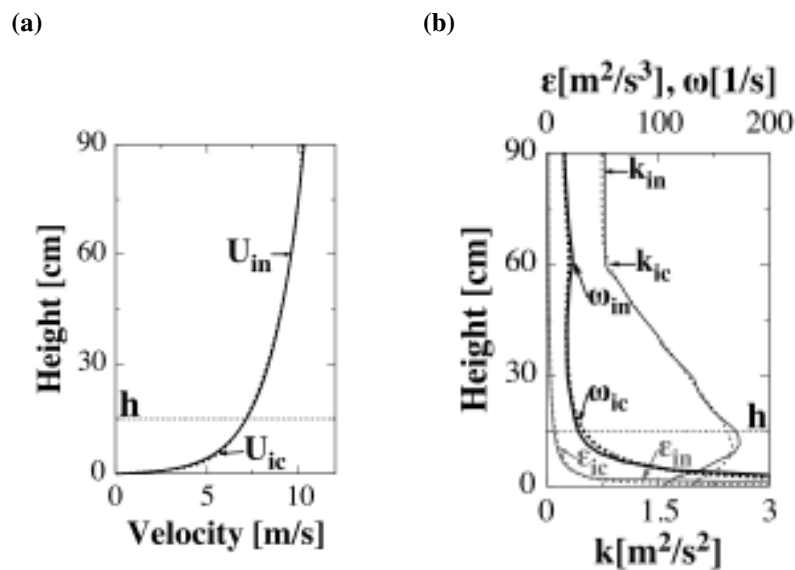 (a)
90
60
30
0
Height [cm]
U_in
h
U_ic
0 5 10
Velocity [m/s]
(b)
ε[m²/s³], ω[1/s]
0 100 200
90
60
30
0
Height [cm]
k_in
k_ic
ω_in
ω_ic
h
ε_ic
ε_in
0 1.5 3
k[m²/s²]